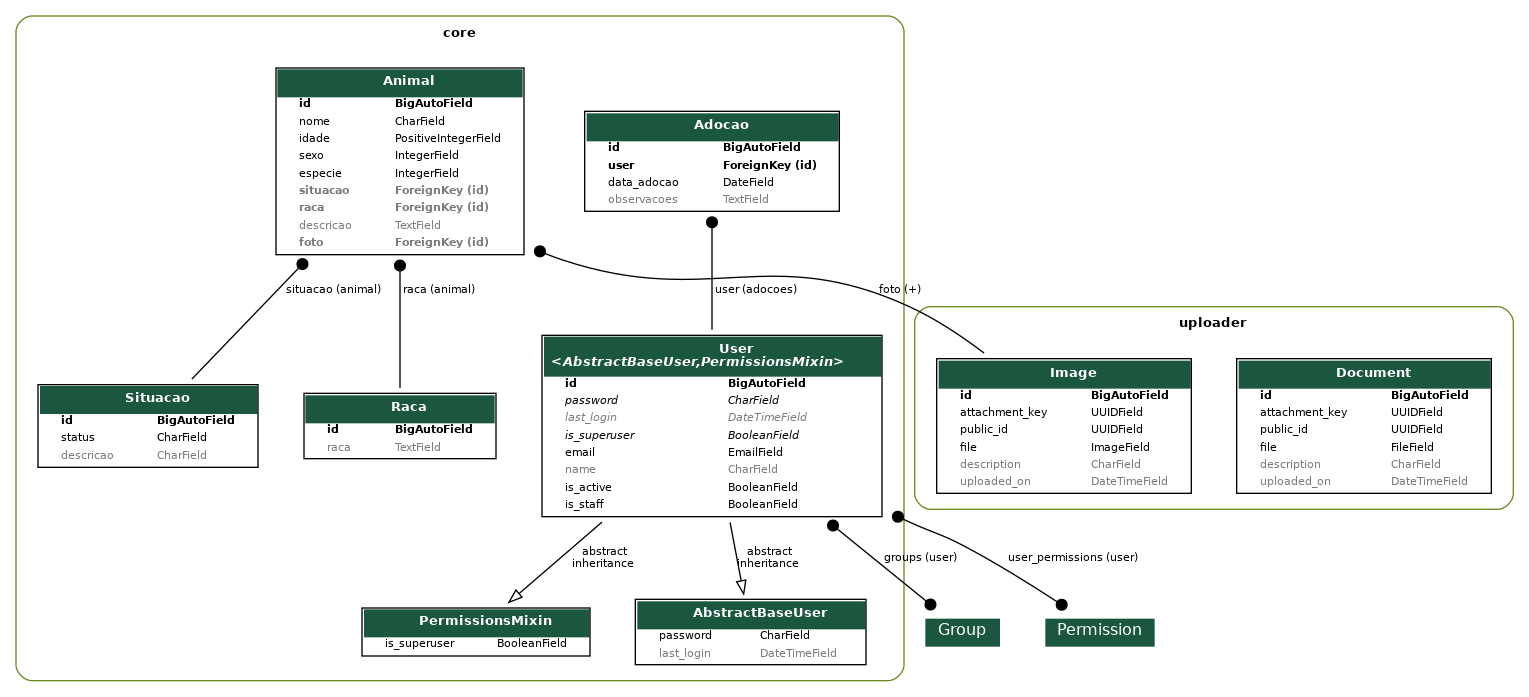 core
Animal
id BigAutoField
nome CharField
idade PositiveIntegerField
sexo IntegerField
especie IntegerField
situacao ForeignKey (id)
raca ForeignKey (id)
descricao TextField
foto ForeignKey (id)
Adocao
id BigAutoField
user ForeignKey (id)
data_adocao DateField
observacoes TextField
situacao (animal)
raca (animal)
user (adocoes)
foto (+)
Situacao
id BigAutoField
status CharField
descricao CharField
Raca
id BigAutoField
raca TextField
User
<AbstractBaseUser,PermissionsMixin>
id BigAutoField
password CharField
last_login DateTimeField
is_superuser BooleanField
email EmailField
name CharField
is_active BooleanField
is_staff BooleanField
uploader
Image
id BigAutoField
attachment_key UUIDField
public_id UUIDField
file ImageField
description CharField
uploaded_on DateTimeField
Document
id BigAutoField
attachment_key UUIDField
public_id UUIDField
file FileField
description CharField
uploaded_on DateTimeField
abstract
inheritance
abstract
inheritance
groups (user)
user_permissions (user)
PermissionsMixin
is_superuser BooleanField
AbstractBaseUser
password CharField
last_login DateTimeField
Group
Permission